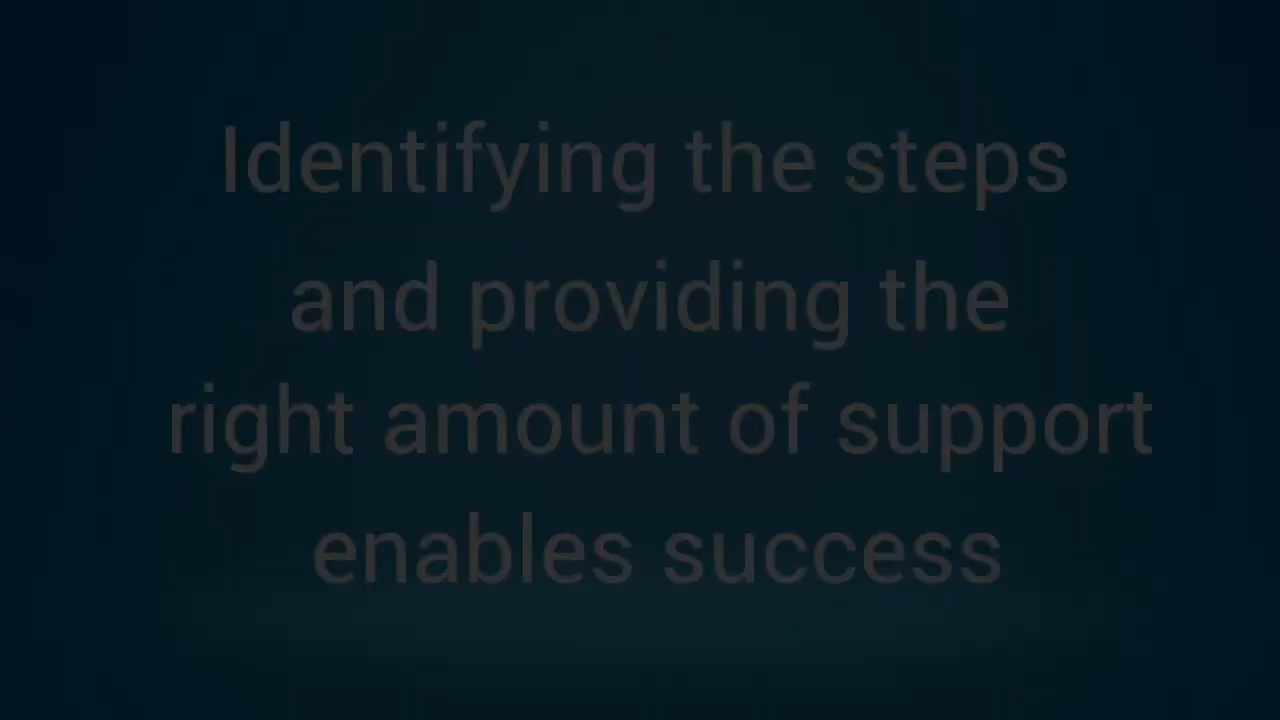 Identifying the steps
and providing the
right amount of support
enables success